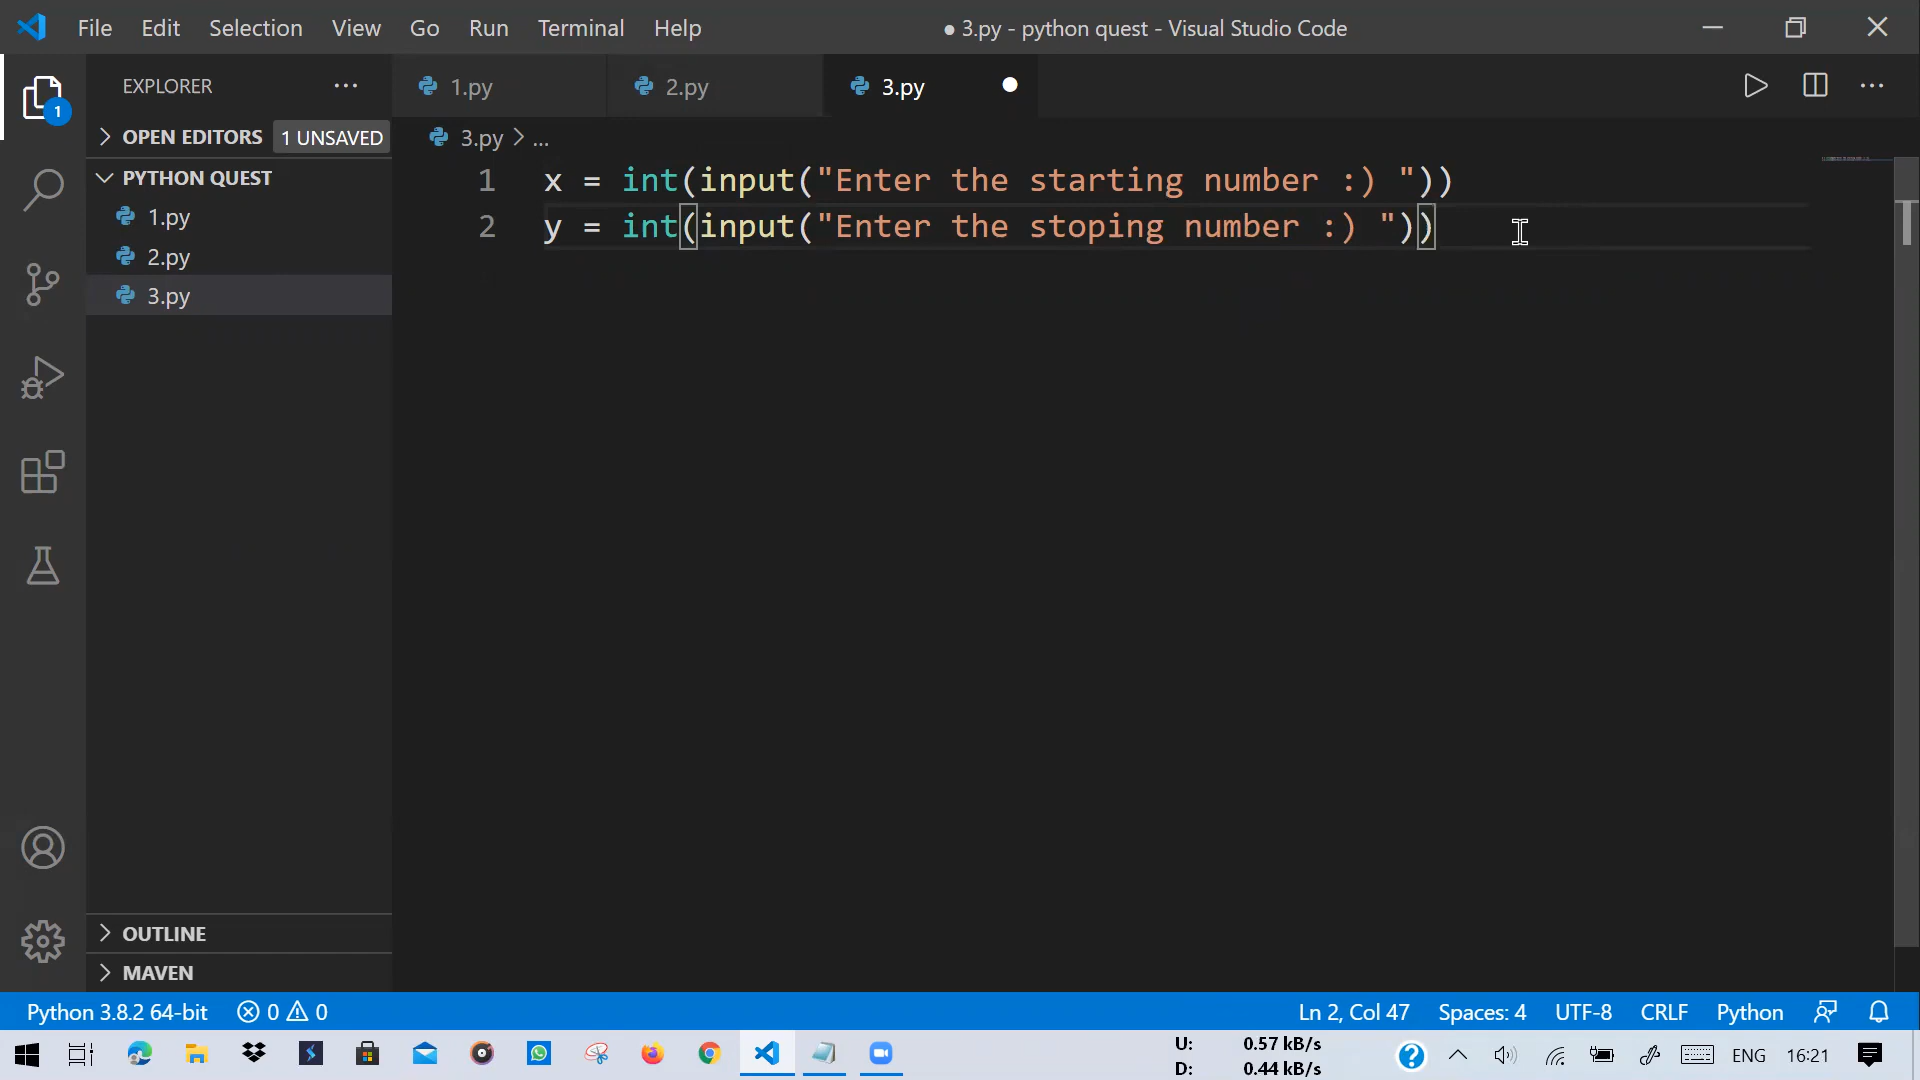 File Edit Selection View Go Run Terminal Help ● 3.py - python quest - Visual Studio Code
EXPLORER ... 1.py 2.py 3.py
1
OPEN EDITORS 1 UNSAVED 3.py > ...
PYTHON QUEST
1.py
2.py
3.py
1 x = int(input("Enter the starting number :) "))
2 y = int(input("Enter the stoping number :) "))
OUTLINE
MAVEN
Python 3.8.2 64-bit 0 0 Ln 2, Col 47 Spaces: 4 UTF-8 CRLF Python
U: 0.57 kB/s
D: 0.44 kB/s
ENG 16:21